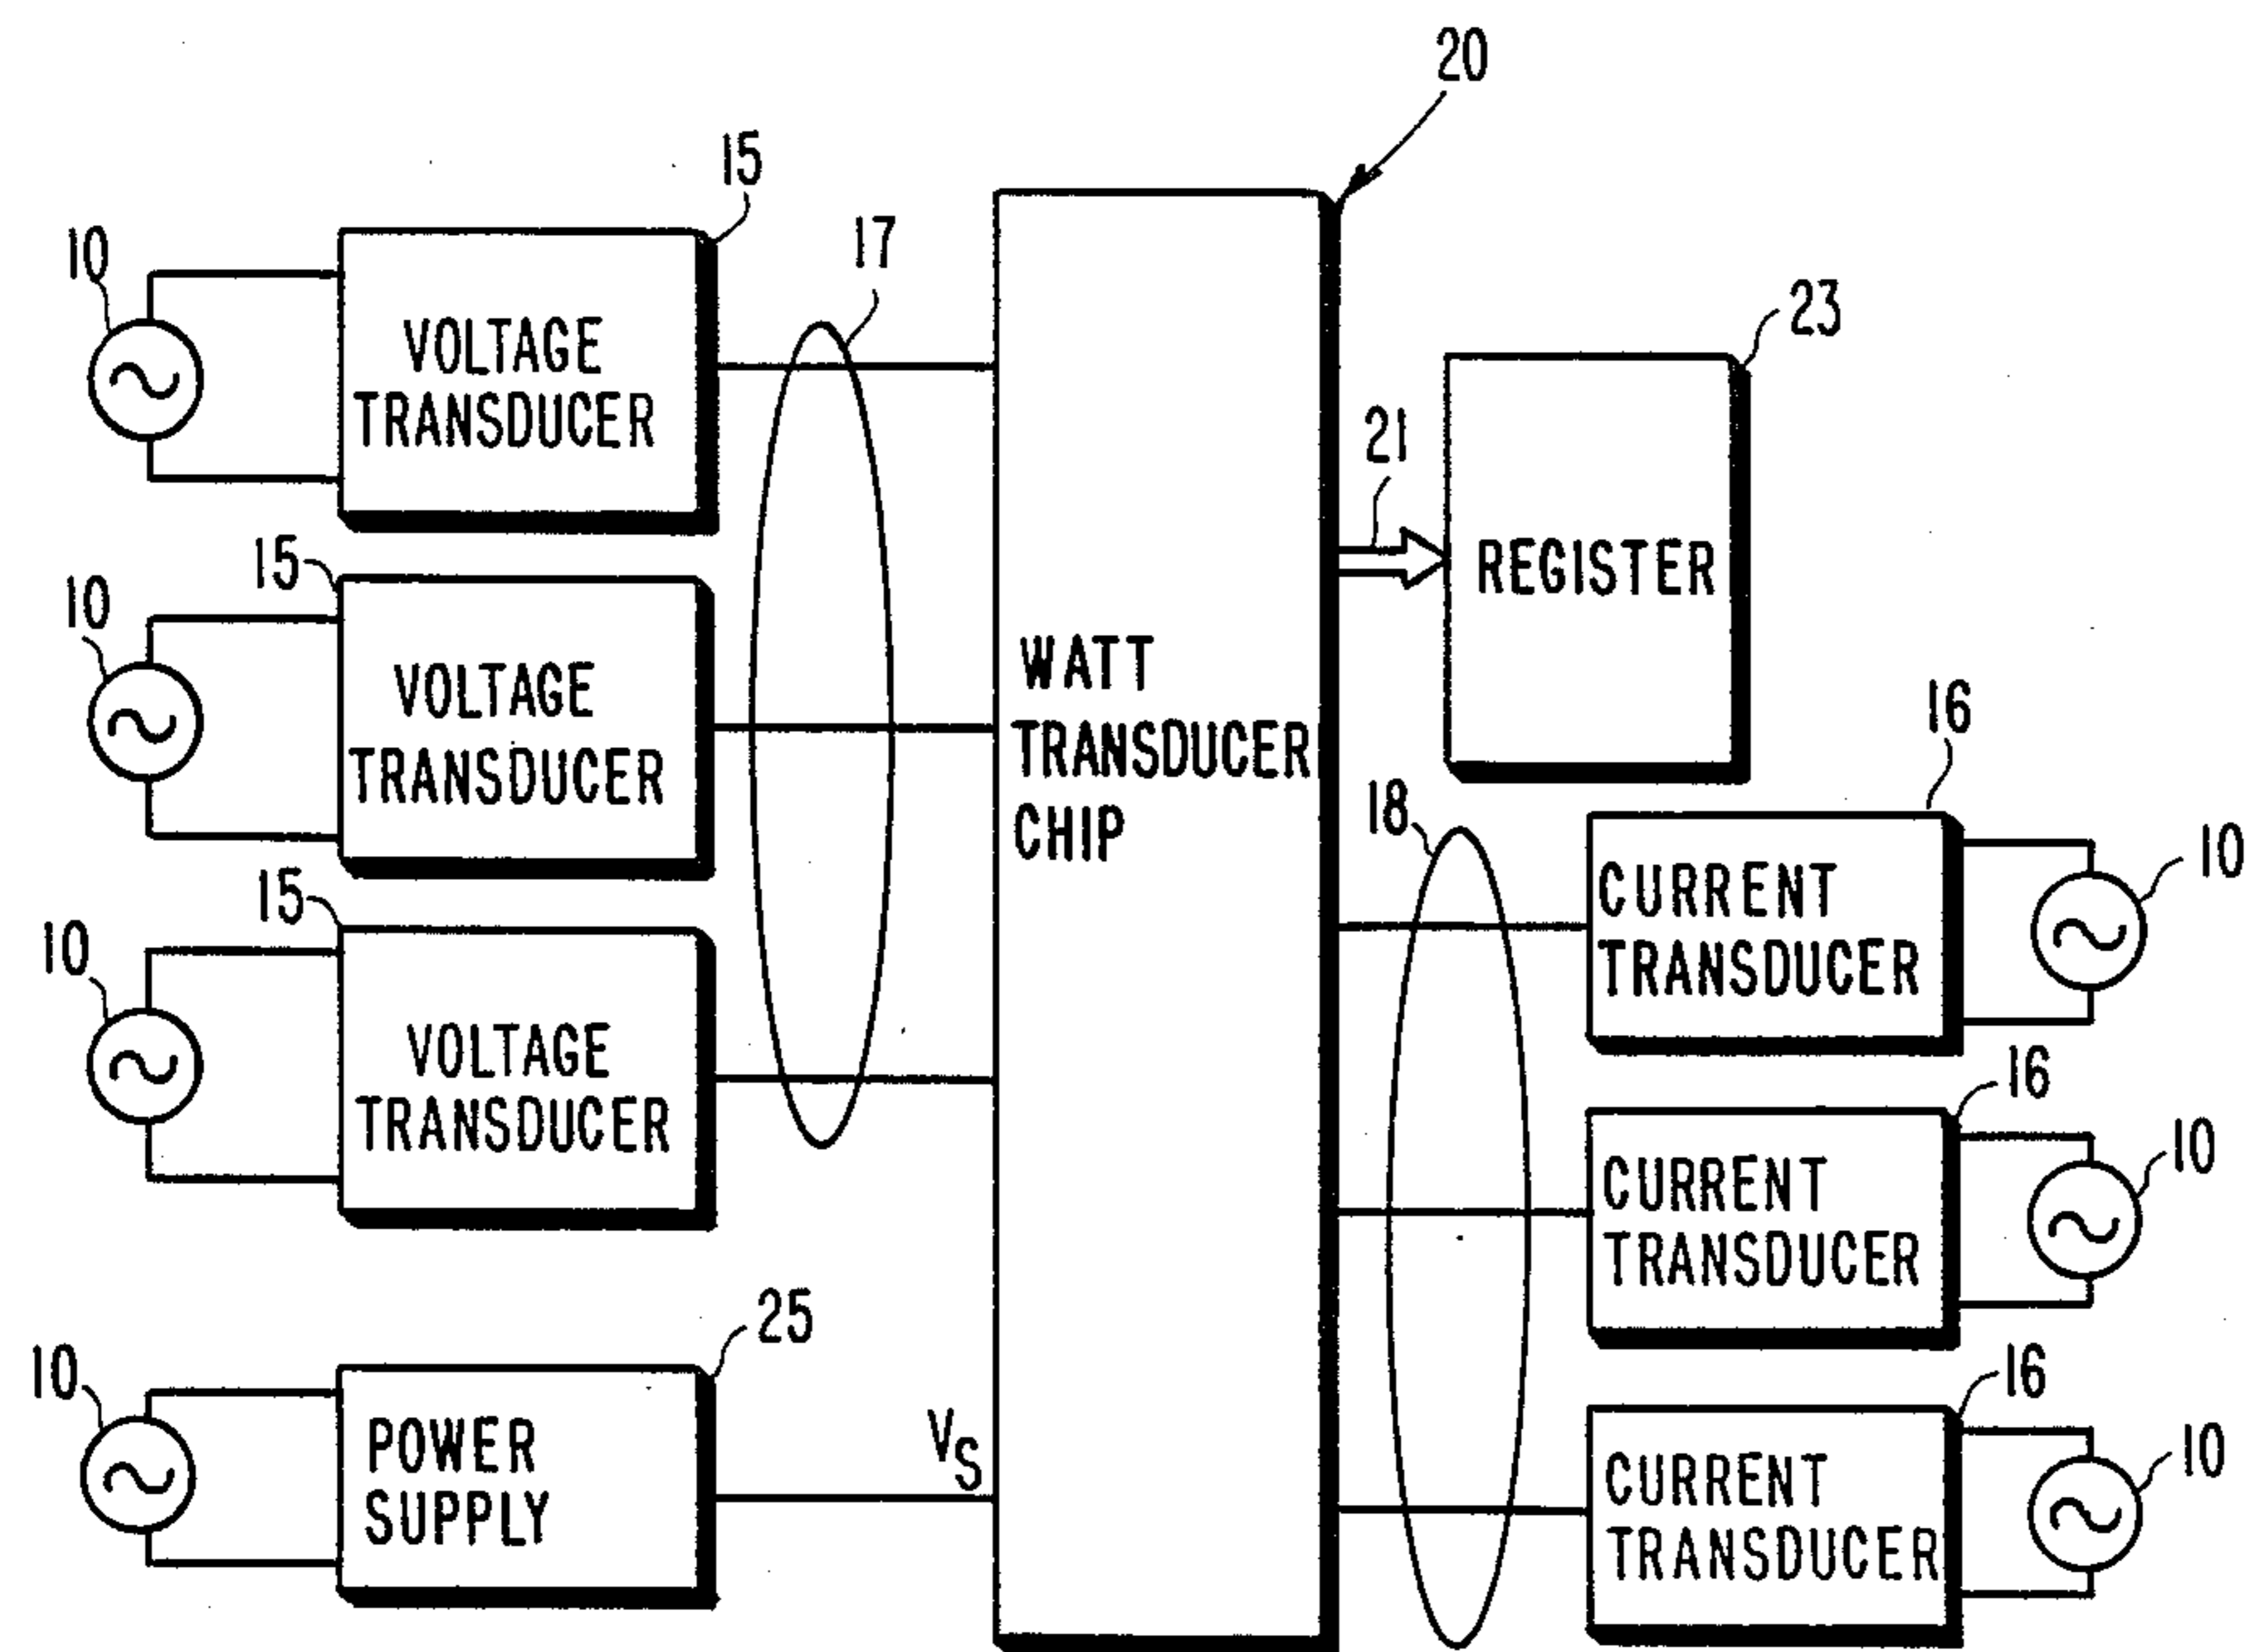 20
15
10
VOLTAGE
TRANSDUCER
17
23
REGISTER
21
15
10
VOLTAGE
TRANSDUCER
WATT
TRANSDUCER
CHIP
16
18
CURRENT
TRANSDUCER
10
15
10
VOLTAGE
TRANSDUCER
16
CURRENT
TRANSDUCER
10
25
10
POWER
SUPPLY
VS
16
CURRENT
TRANSDUCER
10